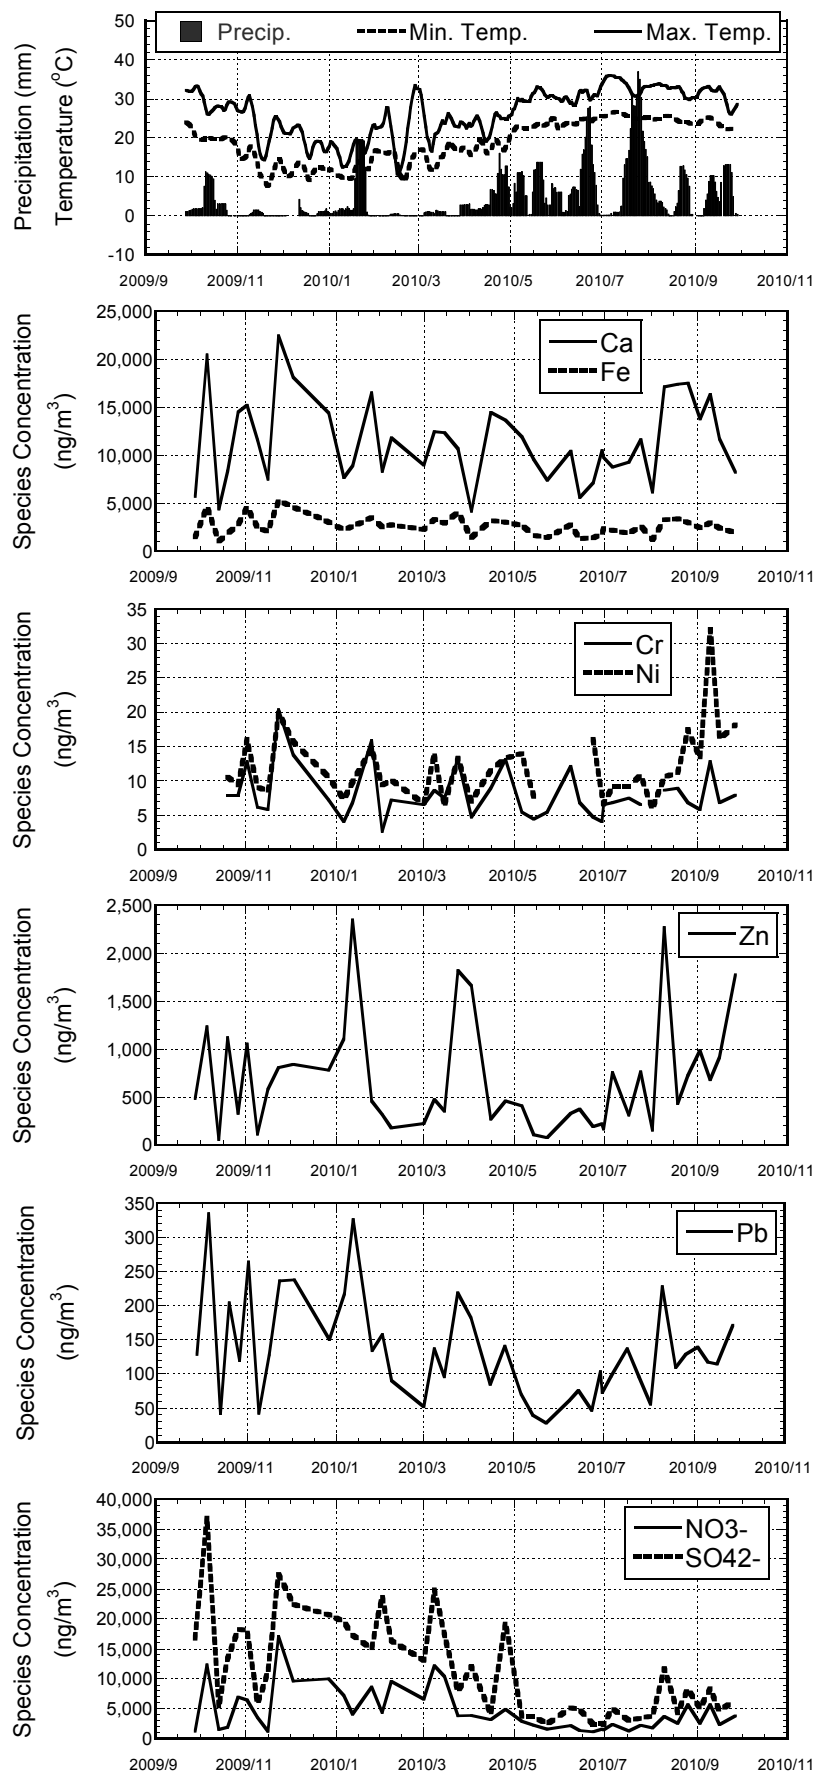 50
40
30
20
10
0
-10
Precipitation (mm)
Temperature (°C)
Precip. Min. Temp. Max. Temp.
2009/9 2009/11 2010/1 2010/3 2010/5 2010/7 2010/9 2010/11
25,000
20,000
15,000
10,000
5,000
0
Species Concentration
(ng/m³)
Ca
Fe
2009/9 2009/11 2010/1 2010/3 2010/5 2010/7 2010/9 2010/11
35
30
25
20
15
10
5
0
Species Concentration
(ng/m³)
Cr
Ni
2009/9 2009/11 2010/1 2010/3 2010/5 2010/7 2010/9 2010/11
2,500
2,000
1,500
1,000
500
0
Species Concentration
(ng/m³)
Zn
2009/9 2009/11 2010/1 2010/3 2010/5 2010/7 2010/9 2010/11
350
300
250
200
150
100
50
0
Species Concentration
(ng/m³)
Pb
2009/9 2009/11 2010/1 2010/3 2010/5 2010/7 2010/9 2010/11
40,000
35,000
30,000
25,000
20,000
15,000
10,000
5,000
0
Species Concentration
(ng/m³)
NO3-
SO42-
2009/9 2009/11 2010/1 2010/3 2010/5 2010/7 2010/9 2010/11